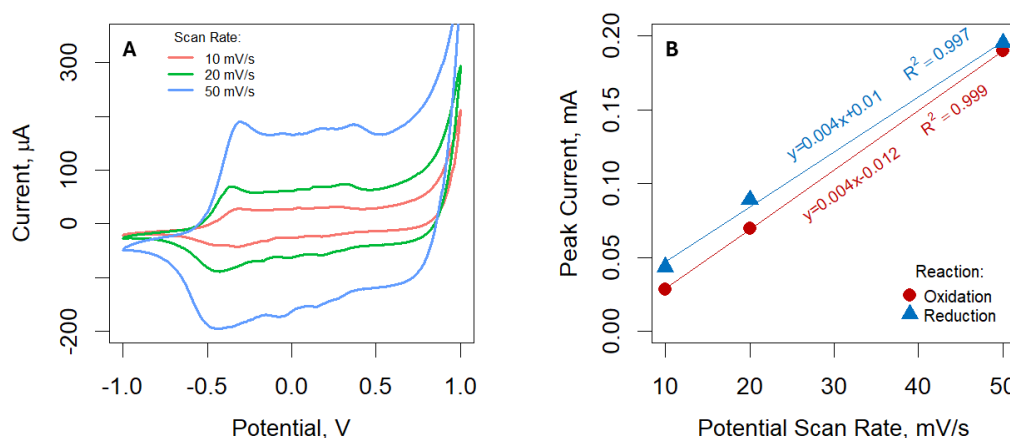 A
Scan Rate:
10 mV/s
20 mV/s
50 mV/s
300
100
0
-200
Current, µA
-1.0
-0.5
0.0
0.5
1.0
Potential, V
B
0.20
0.15
0.10
0.05
0.00
Peak Current, mA
y=0.004x+0.01
R² = 0.997
y=0.004x-0.012
R² = 0.999
Reaction:
Oxidation
Reduction
10
20
30
40
50
Potential Scan Rate, mV/s